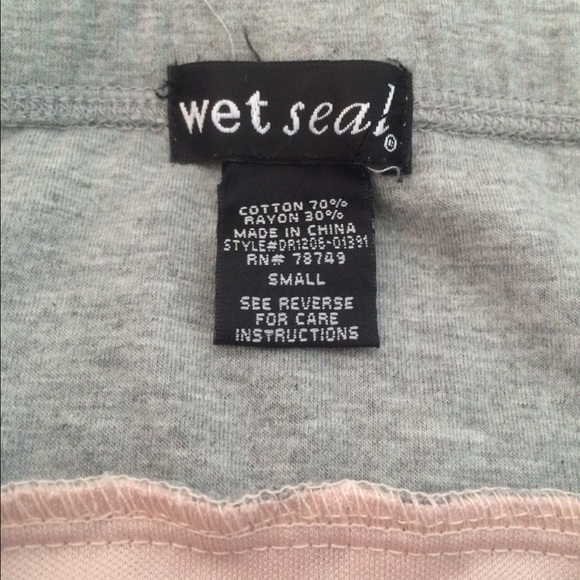 wet seal®
COTTON 70%
RAYON 30%
MADE IN CHINA
STYLE#DR1206-01391
RN# 78749
SMALL
SEE REVERSE
FOR CARE
INSTRUCTIONS